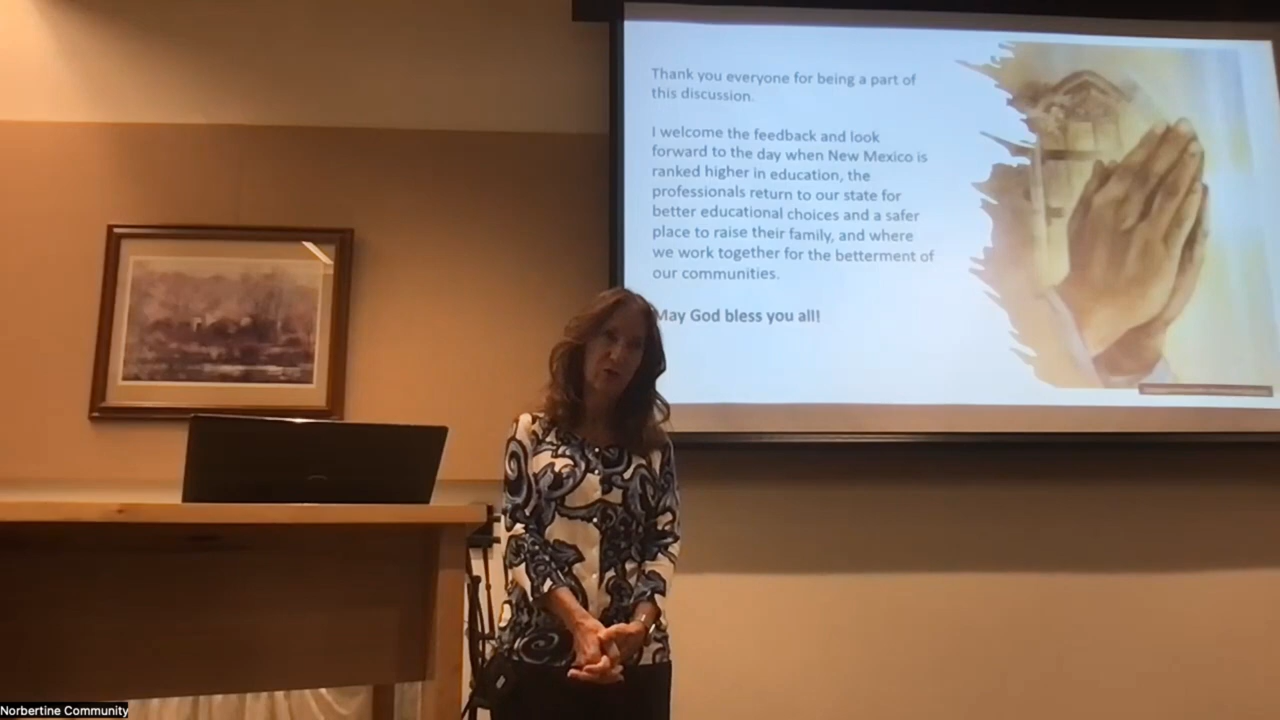 Thank you everyone for being a part of
this discussion.
I welcome the feedback and look
forward to the day when New Mexico is
ranked higher in education, the
professionals return to our state for
better educational choices and a safer
place to raise their family, and where
we work together for the betterment of
our communities.
May God bless you all!
Norbertine Community